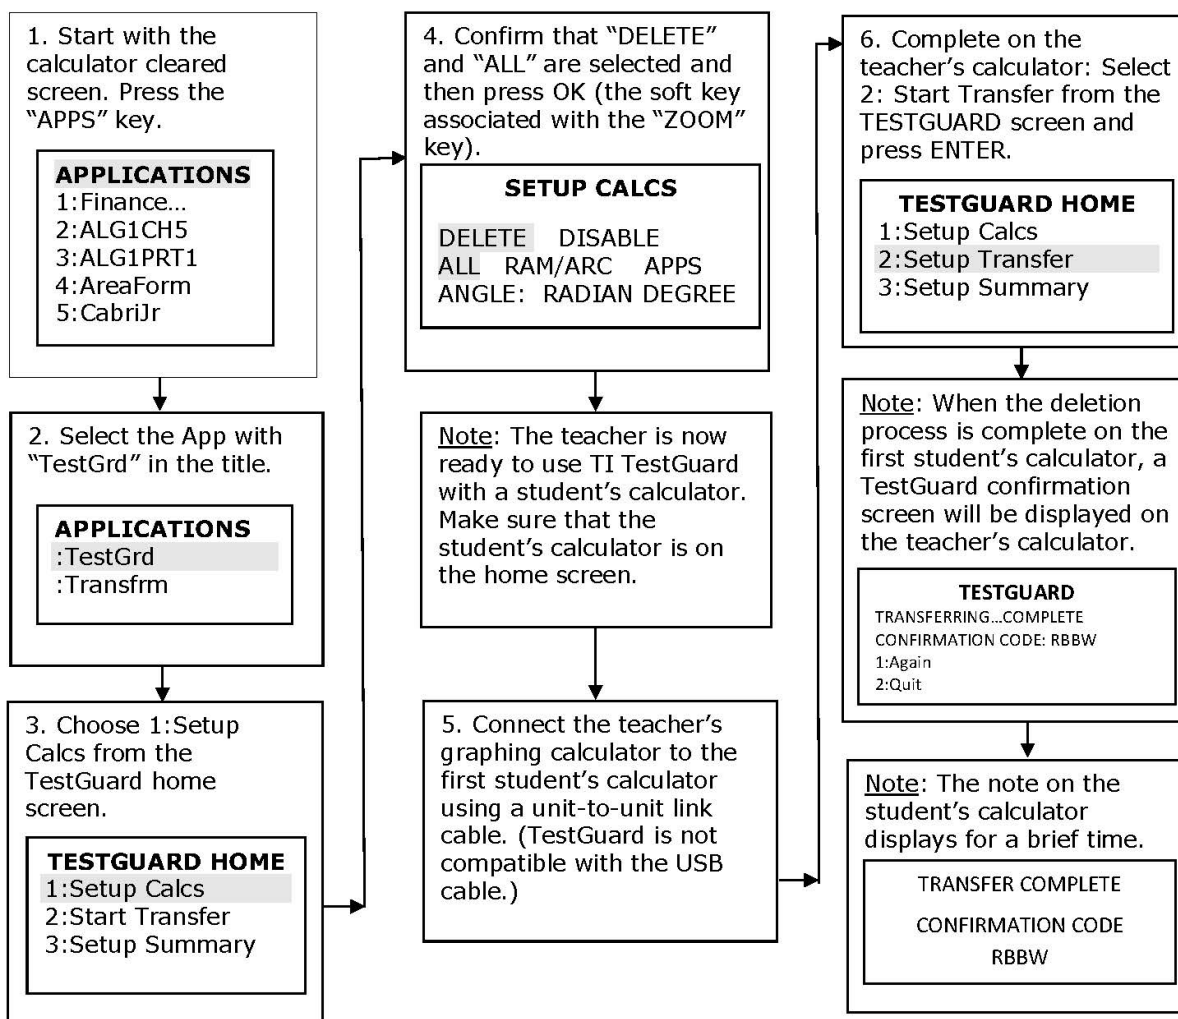 1. Start with the
calculator cleared
screen. Press the
“APPS” key.
APPLICATIONS
1:Finance…
2:ALG1CH5
3:ALG1PRT1
4:AreaForm
5:CabriJr
2. Select the App with
“TestGrd” in the title.
APPLICATIONS
:TestGrd
:Transfrm
3. Choose 1:Setup
Calcs from the
TestGuard home
screen.
TESTGUARD HOME
1:Setup Calcs
2:Start Transfer
3:Setup Summary
4. Confirm that “DELETE”
and “ALL” are selected and
then press OK (the soft key
associated with the “ZOOM”
key).
SETUP CALCS
DELETE DISABLE
ALL RAM/ARC APPS
ANGLE: RADIAN DEGREE
Note: The teacher is now
ready to use TI TestGuard
with a student’s calculator.
Make sure that the
student’s calculator is on
the home screen.
5. Connect the teacher’s
graphing calculator to the
first student’s calculator
using a unit-to-unit link
cable. (TestGuard is not
compatible with the USB
cable.)
6. Complete on the
teacher’s calculator: Select
2: Start Transfer from the
TESTGUARD screen and
press ENTER.
TESTGUARD HOME
1:Setup Calcs
2:Setup Transfer
3:Setup Summary
Note: When the deletion
process is complete on the
first student’s calculator, a
TestGuard confirmation
screen will be displayed on
the teacher’s calculator.
TESTGUARD
TRANSFERRING…COMPLETE
CONFIRMATION CODE: RBBW
1:Again
2:Quit
Note: The note on the
student’s calculator
displays for a brief time.
TRANSFER COMPLETE
CONFIRMATION CODE
RBBW